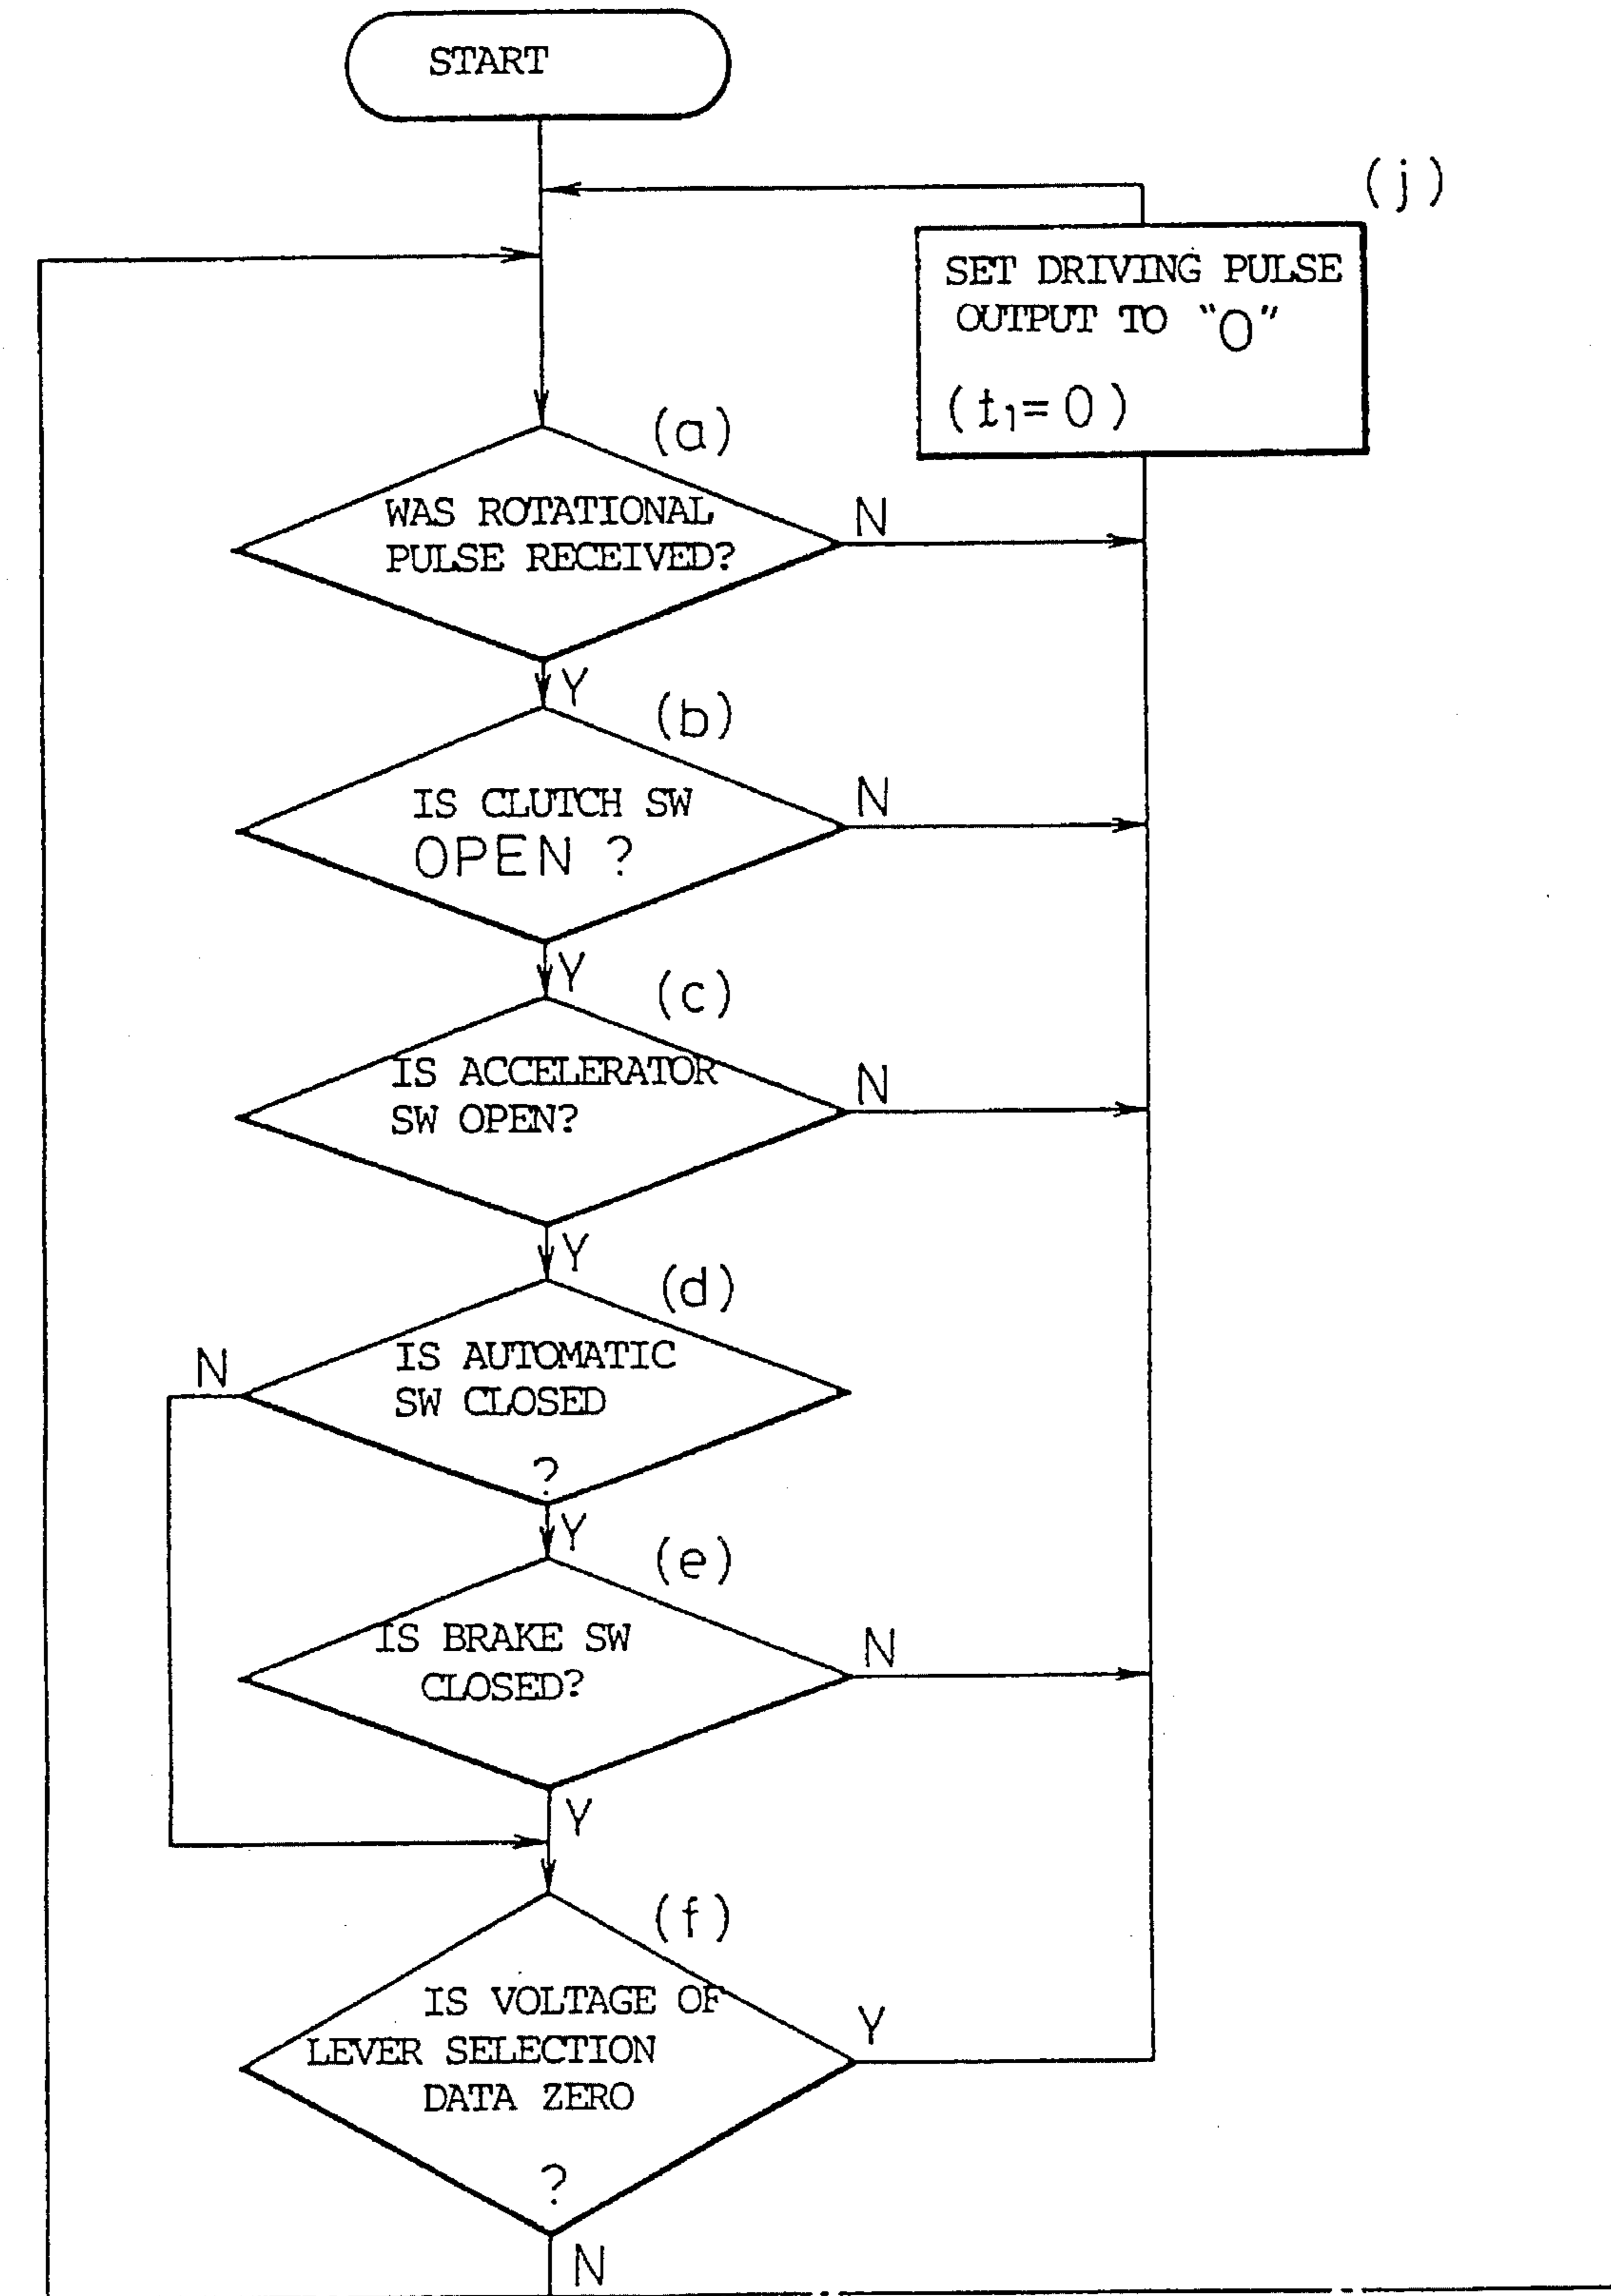 START
(j)
SET DRIVING PULSE
OUTPUT TO "0"
(t₁=0)
(a)
WAS ROTATIONAL
PULSE RECEIVED?
N
Y
(b)
IS CLUTCH SW
OPEN ?
N
Y
(c)
IS ACCELERATOR
SW OPEN?
N
Y
(d)
IS AUTOMATIC
SW CLOSED
?
N
Y
(e)
IS BRAKE SW
CLOSED?
N
Y
(f)
IS VOLTAGE OF
LEVER SELECTION
DATA ZERO
?
Y
N